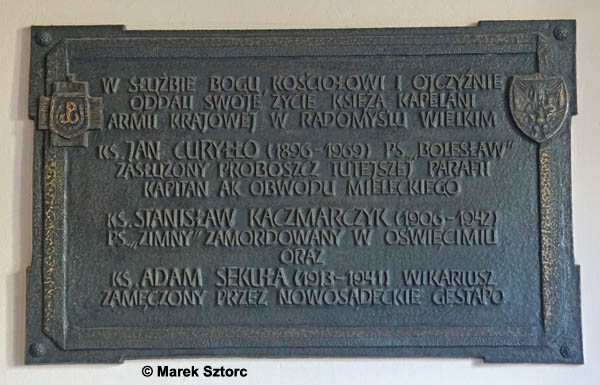 W SŁUŻBIE BOGU, KOŚCIOŁOWI I OJCZYŹNIE
ODDALI SWOJE ŻYCIE KSIĘŻA KAPELANI
ARMII KRAJOWEJ W RADOMYŚLU WIELKIM
KS. JAN CURYŁŁO (1896-1969) PS. „BOLESŁAW"
ZASŁUŻONY PROBOSZCZ TUTEJSZEJ PARAFII
KAPITAN AK OBWODU MIELECKIEGO
KS. STANISŁAW KACZMARCZYK (1906-1942)
PS. „ZIMNY" ZAMORDOWANY W OŚWIĘCIMIU
ORAZ
KS. ADAM SEKUŁA (1913-1941) WIKARIUSZ
ZAMĘCZONY PRZEZ NOWOSĄDECKIE GESTAPO
© Marek Sztorc